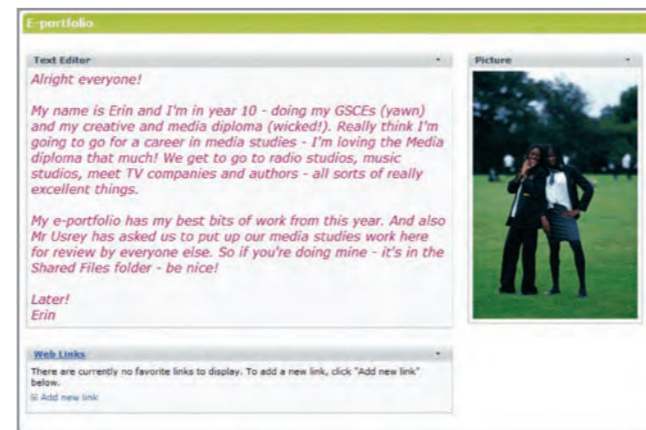 E-portfolio
Text Editor
Alright everyone!
My name is Erin and I'm in year 10 - doing my GSCEs (yawn)
and my creative and media diploma (wicked!). Really think I'm
going to go for a career in media studies - I'm loving the Media
diploma that much! We get to go to radio studios, music
studios, meet TV companies and authors - all sorts of really
excellent things.
My e-portfolio has my best bits of work from this year. And also
Mr Usrey has asked us to put up our media studies work here
for review by everyone else. So if you're doing mine - it's in the
Shared Files folder - be nice!
Later!
Erin
Picture
Web Links
There are currently no favorite links to display. To add a new link, click "Add new link"
below.
Add new link